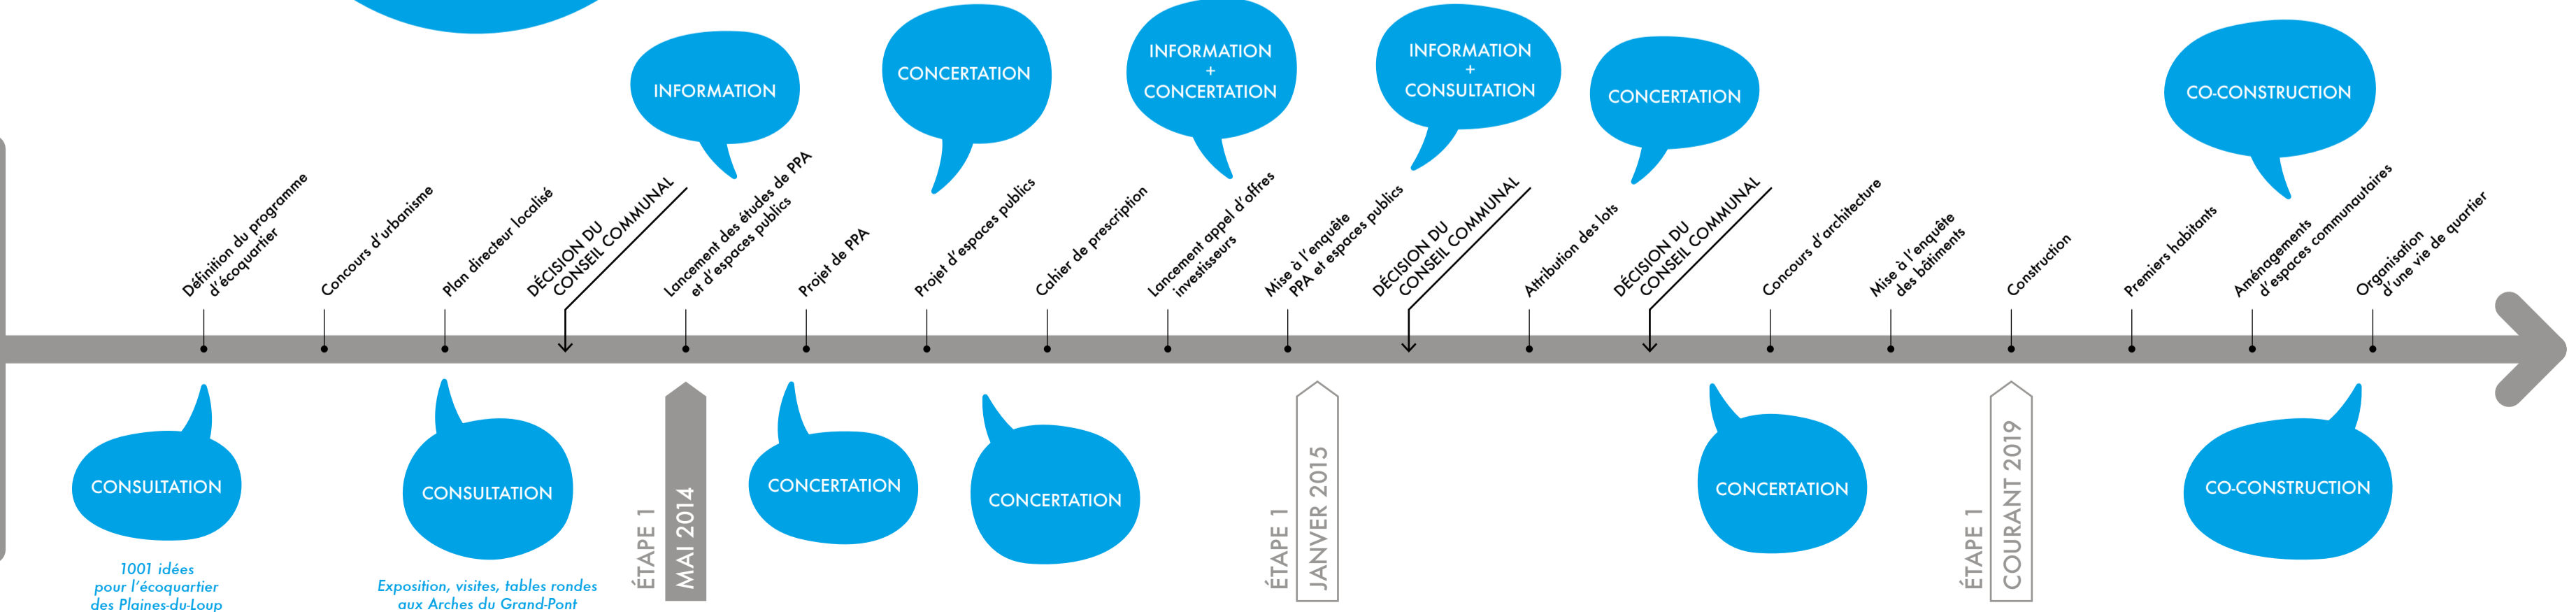 INFORMATION
CONCERTATION
INFORMATION
+
CONCERTATION
INFORMATION
+
CONSULTATION
CONCERTATION
CO-CONSTRUCTION
Définition du programme
d'écoquartier
Concours d'urbanisme
Plan directeur localisé
DÉCISION DU
CONSEIL COMMUNAL
Lancement des études de PPA
et d'espaces publics
Projet de PPA
Projet d'espaces publics
Cahier de prescription
Lancement appel d'offres
investisseurs
Mise à l'enquête
PPA et espaces publics
DÉCISION DU
CONSEIL COMMUNAL
Attribution des lots
DÉCISION DU
CONSEIL COMMUNAL
Concours d'architecture
Mise à l'enquête
des bâtiments
Construction
Premiers habitants
Aménagements
d'espaces communautaires
Organisation
d'une vie de quartier
CONSULTATION
1001 idées
pour l'écoquartier
des Plaines-du-Loup
CONSULTATION
Exposition, visites, tables rondes
aux Arches du Grand-Pont
ÉTAPE 1
MAI 2014
CONCERTATION
CONCERTATION
ÉTAPE 1
JANVER 2015
CONCERTATION
ÉTAPE 1
COURANT 2019
CO-CONSTRUCTION